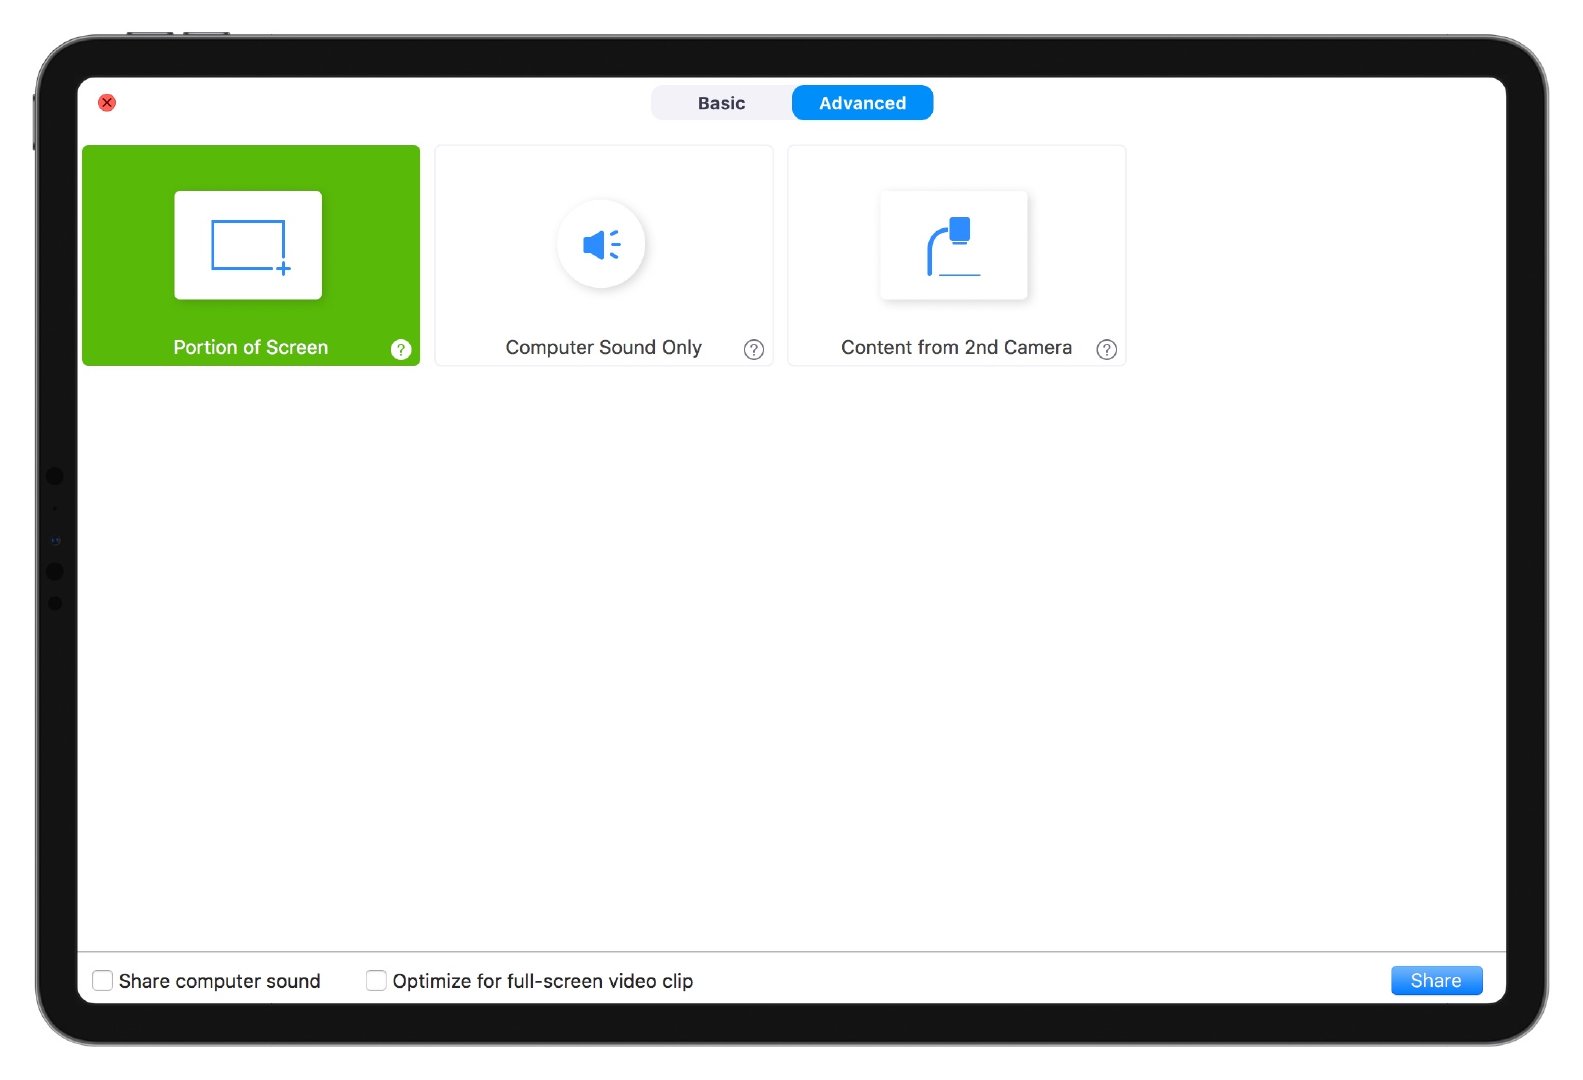 Basic
Advanced
Portion of Screen
?
Computer Sound Only
?
Content from 2nd Camera
?
Share computer sound
Optimize for full-screen video clip
Share